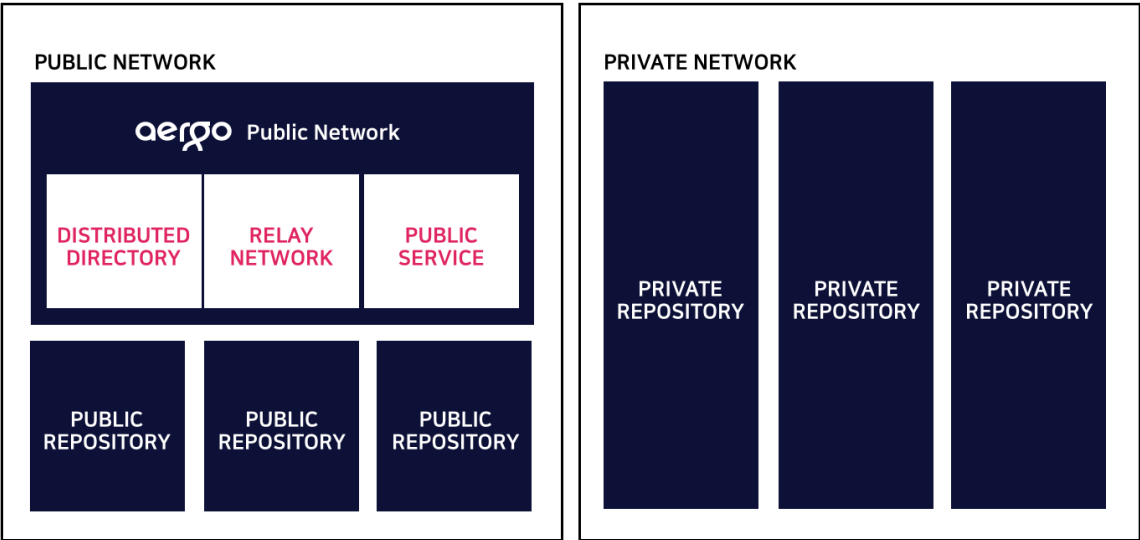 PUBLIC NETWORK
aergo Public Network
DISTRIBUTED
DIRECTORY
RELAY
NETWORK
PUBLIC
SERVICE
PUBLIC
REPOSITORY
PUBLIC
REPOSITORY
PUBLIC
REPOSITORY
PRIVATE NETWORK
PRIVATE
REPOSITORY
PRIVATE
REPOSITORY
PRIVATE
REPOSITORY